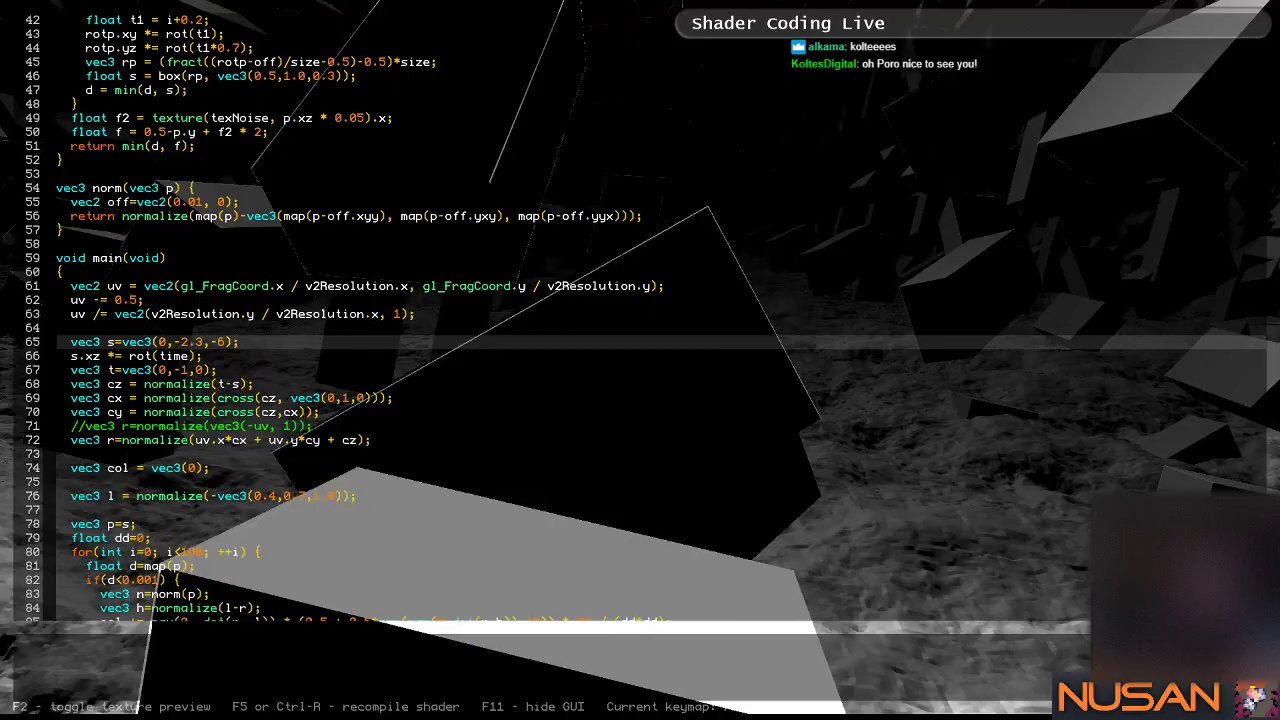 Shader Coding Live
alkama: kolteeees
KoltesDigital: oh Poro nice to see you!
42 float t1 = i+0.2;
43 rotp.xy *= rot(t1);
44 rotp.yz *= rot(t1*0.7);
45 vec3 rp = (fract((rotp-off)/size-0.5)-0.5)*size;
46 float s = box(rp, vec3(0.5,1.0,0.3));
47 d = min(d, s);
48 }
49 float f2 = texture(texNoise, p.xz * 0.05).x;
50 float f = 0.5-p.y + f2 * 2;
51 return min(d, f);
52 }
53
54 vec3 norm(vec3 p) {
55 vec2 off=vec2(0.01, 0);
56 return normalize(map(p)-vec3(map(p-off.xyy), map(p-off.yxy), map(p-off.yyx)));
57 }
58
59 void main(void)
60 {
61 vec2 uv = vec2(gl_FragCoord.x / v2Resolution.x, gl_FragCoord.y / v2Resolution.y);
62 uv -= 0.5;
63 uv /= vec2(v2Resolution.y / v2Resolution.x, 1);
64
65 vec3 s=vec3(0,-2.3,-6);
66 s.xz *= rot(time);
67 vec3 t=vec3(0,-1,0);
68 vec3 cz = normalize(t-s);
69 vec3 cx = normalize(cross(cz, vec3(0,1,0)));
70 vec3 cy = normalize(cross(cz,cx));
71 //vec3 r=normalize(vec3(-uv, 1));
72 vec3 r=normalize(uv.x*cx + uv.y*cy + cz);
73
74 vec3 col = vec3(0);
75
76 vec3 l = normalize(-vec3(0.4,0.7,1.0));
77
78 vec3 p=s;
79 float dd=0;
80 for(int i=0; i<100; ++i) {
81 float d=map(p);
82 if(d<0.001) {
83 vec3 n=norm(p);
84 vec3 h=normalize(l-r);
85
F2 - toggle texture preview F5 or Ctrl-R - recompile shader F11 - hide GUI Current keymap:
NUSAN